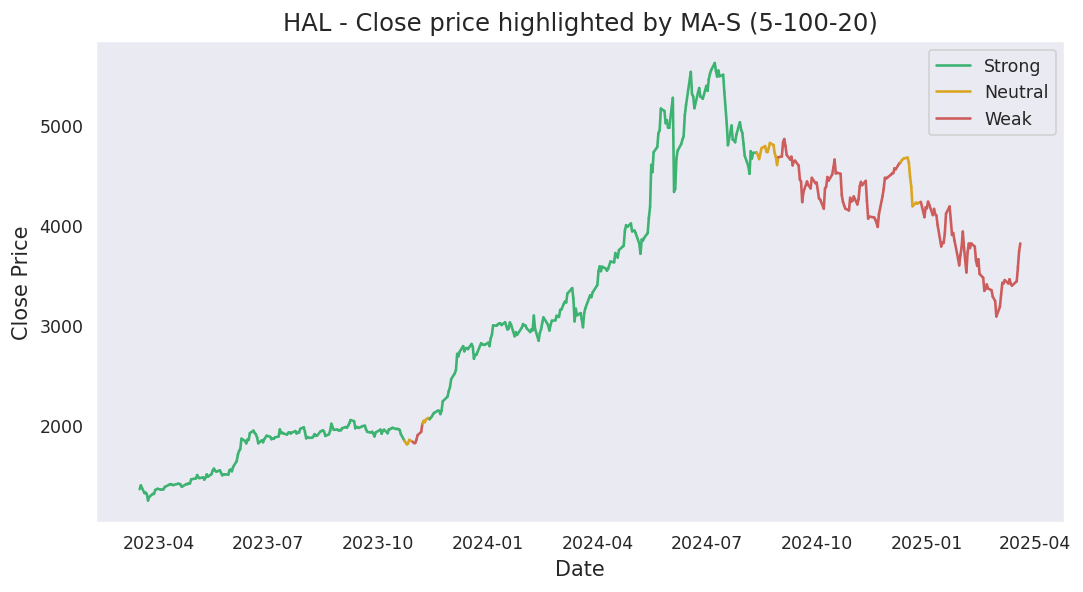 HAL - Close price highlighted by MA-S (5-100-20)
Strong
Neutral
Weak
Close Price
5000
4000
3000
2000
2023-04 2023-07 2023-10 2024-01 2024-04 2024-07 2024-10 2025-01 2025-04
Date